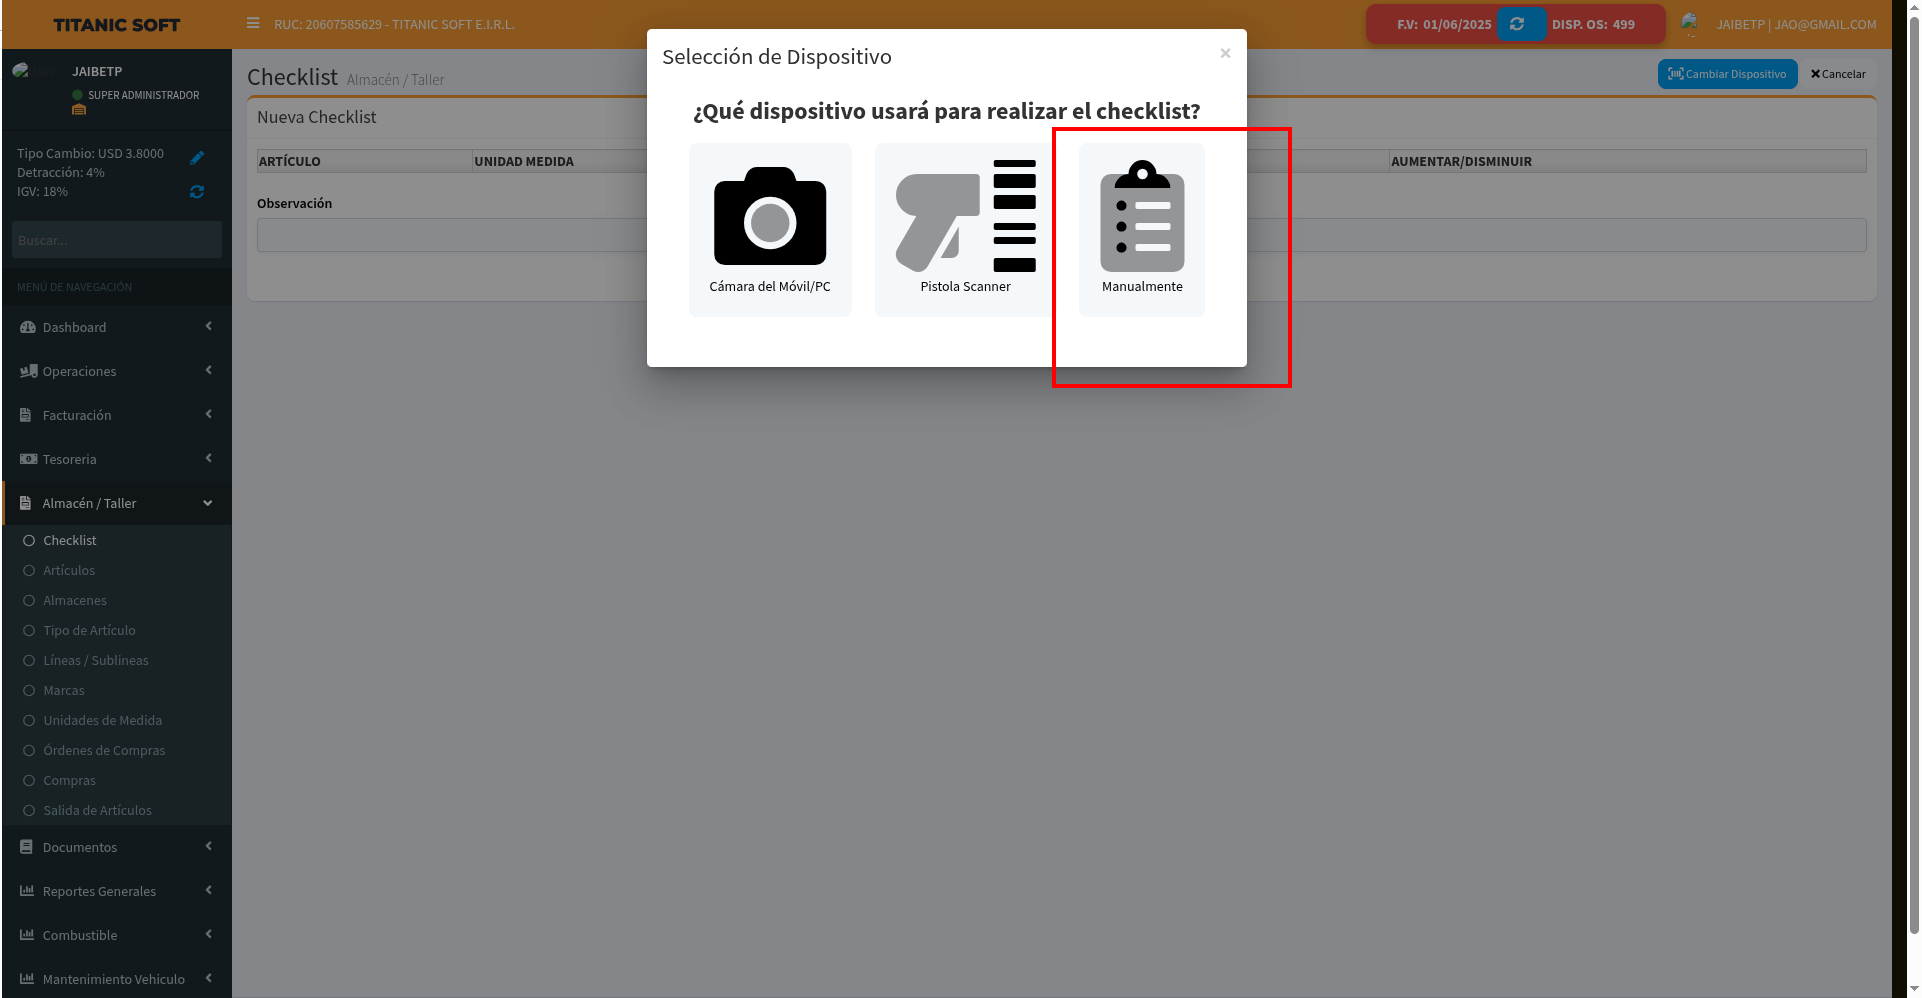 TITANIC SOFT
RUC: 20607585629 - TITANIC SOFT E.I.R.L.
F.V: 01/06/2025
DISP. OS: 499
JAIBETP | JAO@GMAIL.COM
JAIBETP
SUPER ADMINISTRADOR
Tipo Cambio: USD 3.8000
Detracción: 4%
IGV: 18%
Buscar...
MENÚ DE NAVEGACIÓN
Dashboard
Operaciones
Facturación
Tesoreria
Almacén / Taller
Checklist
Artículos
Almacenes
Tipo de Artículo
Líneas / Sublineas
Marcas
Unidades de Medida
Órdenes de Compras
Compras
Salida de Artículos
Documentos
Reportes Generales
Combustible
Mantenimiento Vehiculo
Checklist Almacén / Taller
Cambiar Dispositivo
Cancelar
Nueva Checklist
ARTÍCULO
UNIDAD MEDIDA
AUMENTAR/DISMINUIR
Observación
Selección de Dispositivo
×
¿Qué dispositivo usará para realizar el checklist?
Cámara del Móvil/PC
Pistola Scanner
Manualmente